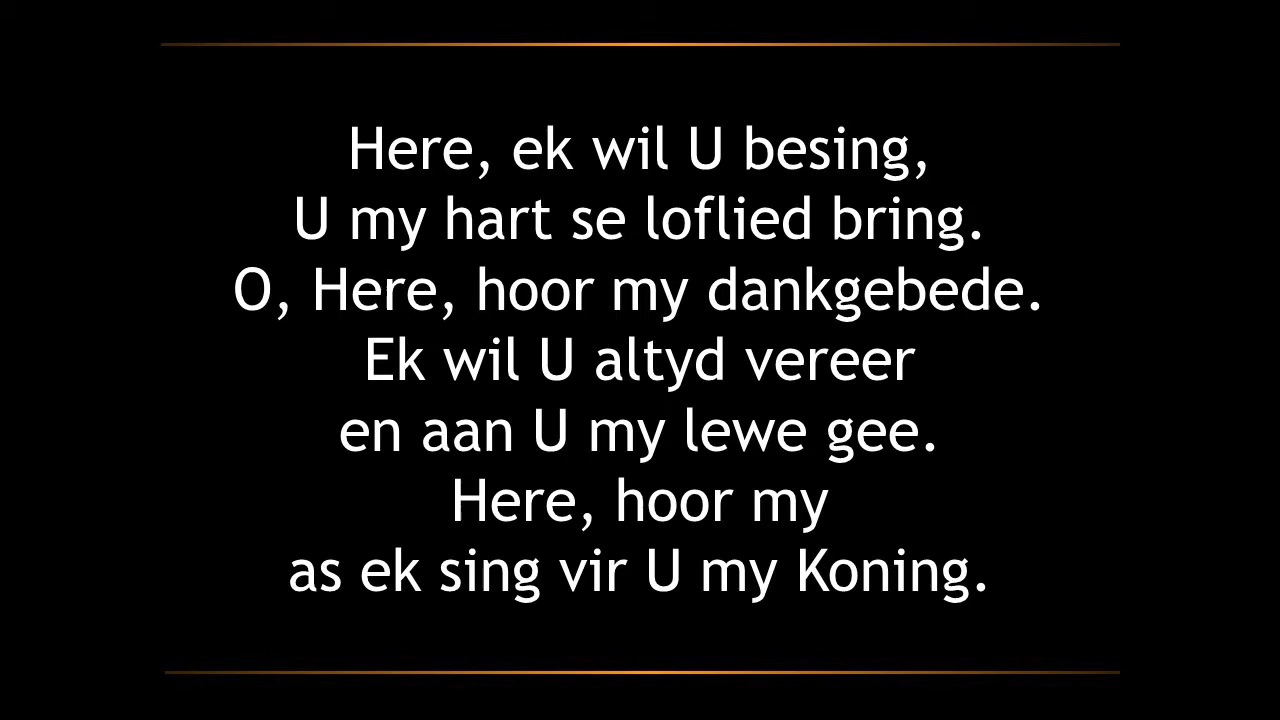 Here, ek wil U besing,
U my hart se loflied bring.
O, Here, hoor my dankgebede.
Ek wil U altyd vereer
en aan U my lewe gee.
Here, hoor my
as ek sing vir U my Koning.